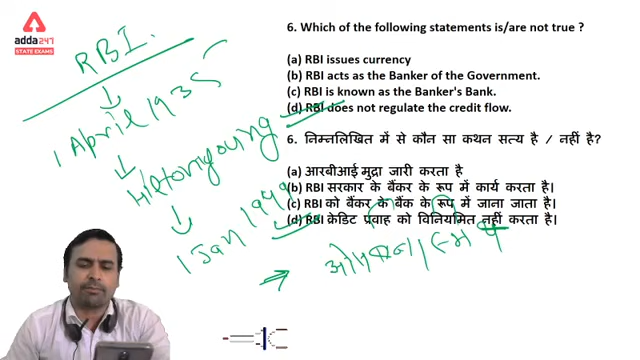 adda247
STATE EXAMS
RBI
1 April 1935
Hilton young
1 Jan 1949
6. Which of the following statements is/are not true ?
(a) RBI issues currency
(b) RBI acts as the Banker of the Government.
(c) RBI is known as the Banker's Bank.
(d) RBI does not regulate the credit flow.
6. निम्नलिखित में से कौन सा कथन सत्य है / नहीं है?
(a) आरबीआई मुद्रा जारी करता है
(b) RBI सरकार के बैंकर के रूप में कार्य करता है।
(c) RBI को बैंकर के बैंक के रूप में जाना जाता है।
(d) RBI क्रेडिट प्रवाह को विनियमित नहीं करता है।